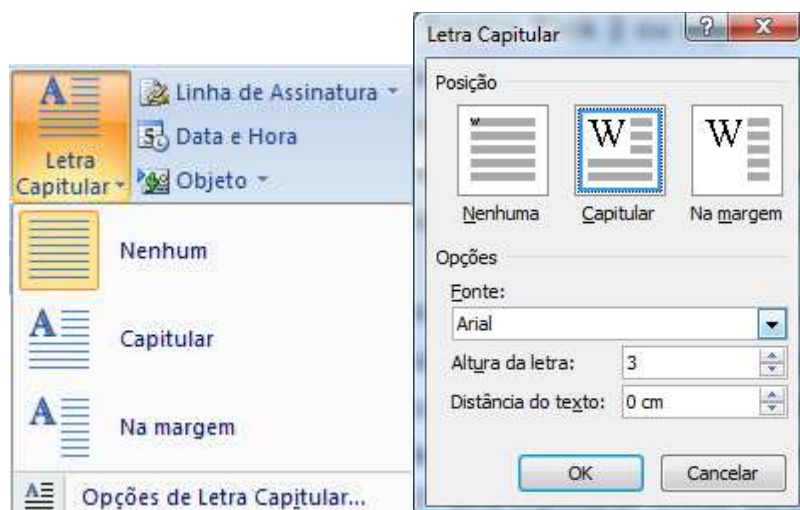 Letra
Capitular
Linha de Assinatura
Data e Hora
Objeto
Nenhum
Capitular
Na margem
Opções de Letra Capitular...
Letra Capitular
Posição
W
W
W
Nenhuma
Capitular
Na margem
Opções
Fonte:
Arial
Altura da letra: 3
Distância do texto: 0 cm
OK
Cancelar